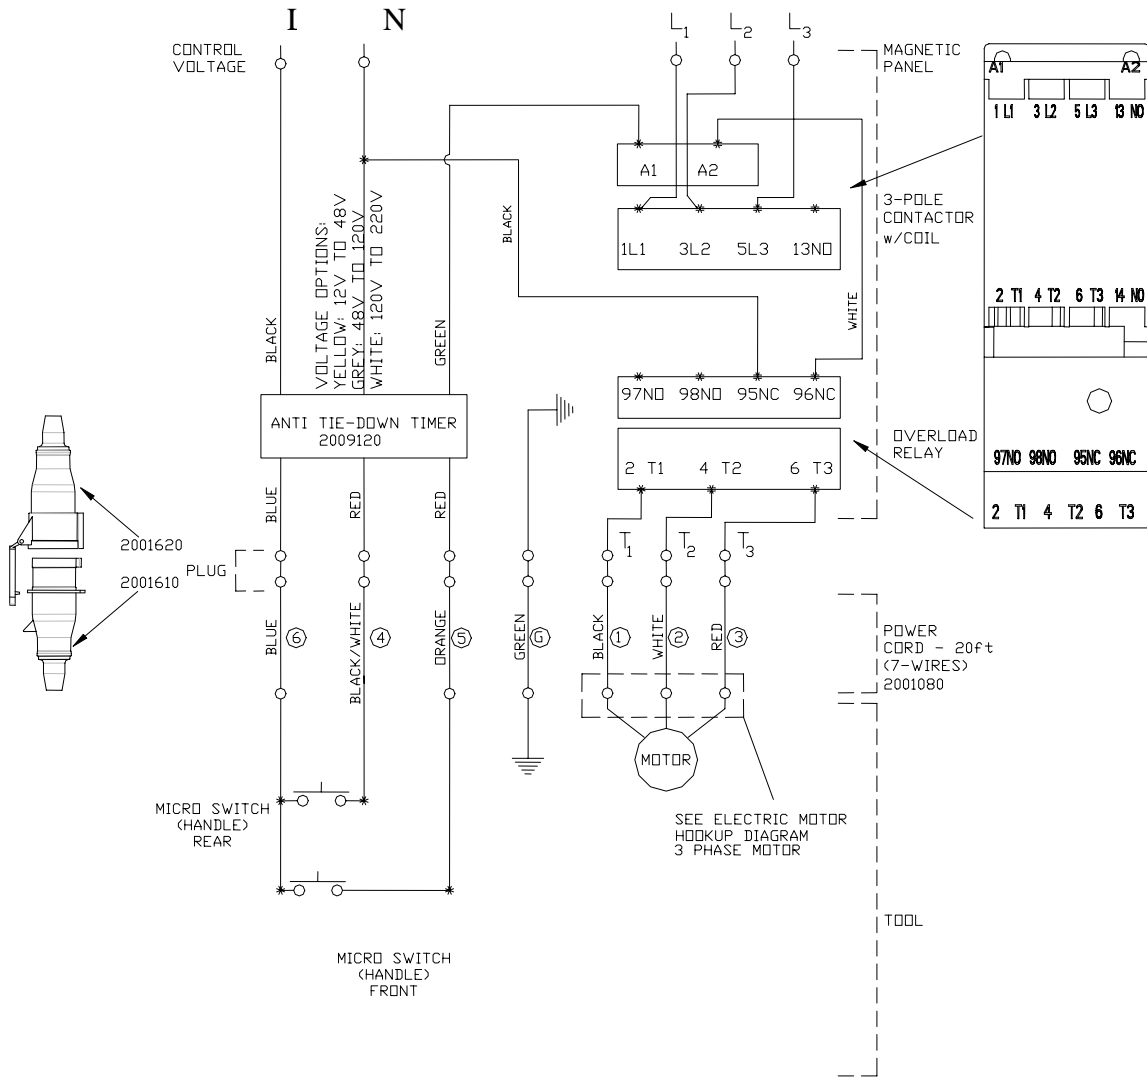 I N
CONTROL
VOLTAGE
L1 L2 L3
MAGNETIC
PANEL
A1 A2
1 L1 3 L2 5 L3 13 NO
A1 A2
3-POLE
CONTACTOR
w/COIL
1L1 3L2 5L3 13NO
BLACK
WHITE
VOLTAGE OPTIONS:
YELLOW: 12V TO 48V
GREY: 48V TO 120V
WHITE: 120V TO 220V
BLACK
GREEN
2 T1 4 T2 6 T3 14 NO
97NO 98NO 95NC 96NC
ANTI TIE-DOWN TIMER
2009120
OVERLOAD
RELAY
2 T1 4 T2 6 T3
97NO 98NO 95NC 96NC
2 T1 4 T2 6 T3
BLUE
RED
RED
T1 T2 T3
2001620
PLUG
2001610
BLUE 6
BLACK/WHITE 4
ORANGE 5
GREEN G
BLACK 1
WHITE 2
RED 3
POWER
CORD - 20ft
(7-WIRES)
2001080
MOTOR
MICRO SWITCH
(HANDLE)
REAR
SEE ELECTRIC MOTOR
HOOKUP DIAGRAM
3 PHASE MOTOR
TOOL
MICRO SWITCH
(HANDLE)
FRONT